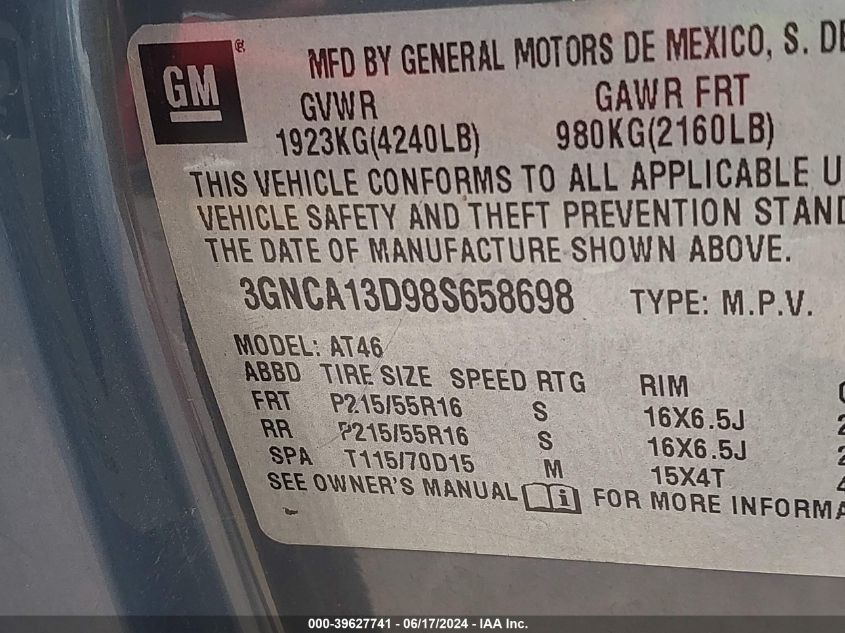 GM ®
MFD BY GENERAL MOTORS DE MEXICO, S. DE
GVWR GAWR FRT
1923KG(4240LB) 980KG(2160LB)
THIS VEHICLE CONFORMS TO ALL APPLICABLE U
VEHICLE SAFETY AND THEFT PREVENTION STAND
THE DATE OF MANUFACTURE SHOWN ABOVE.
3GNCA13D98S658698 TYPE: M.P.V.
MODEL: AT46
ABBD TIRE SIZE SPEED RTG RIM
FRT P215/55R16 S 16X6.5J
RR P215/55R16 S 16X6.5J
SPA T115/70D15 M 15X4T
SEE OWNER'S MANUAL i FOR MORE INFORMA
000-39627741 - 06/17/2024 - IAA Inc.